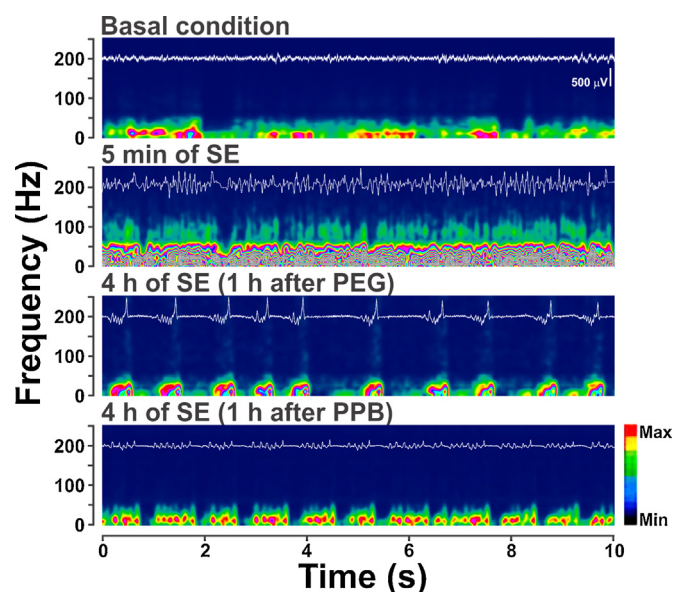 Basal condition
200
100
0
500 µV
5 min of SE
200
100
0
4 h of SE (1 h after PEG)
200
100
0
4 h of SE (1 h after PPB)
200
100
0
Max
Min
0 2 4 6 8 10
Time (s)
Frequency (Hz)